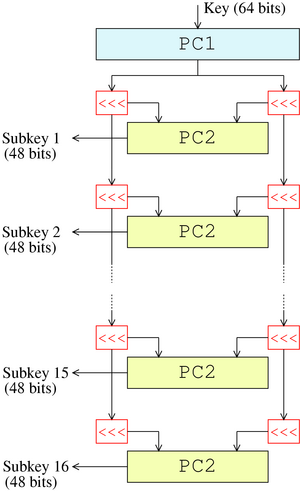 Key (64 bits)
PC1
<<< <<<
Subkey 1
(48 bits)
PC2
<<< <<<
Subkey 2
(48 bits)
PC2
<<< <<<
Subkey 15
(48 bits)
PC2
<<< <<<
Subkey 16
(48 bits)
PC2